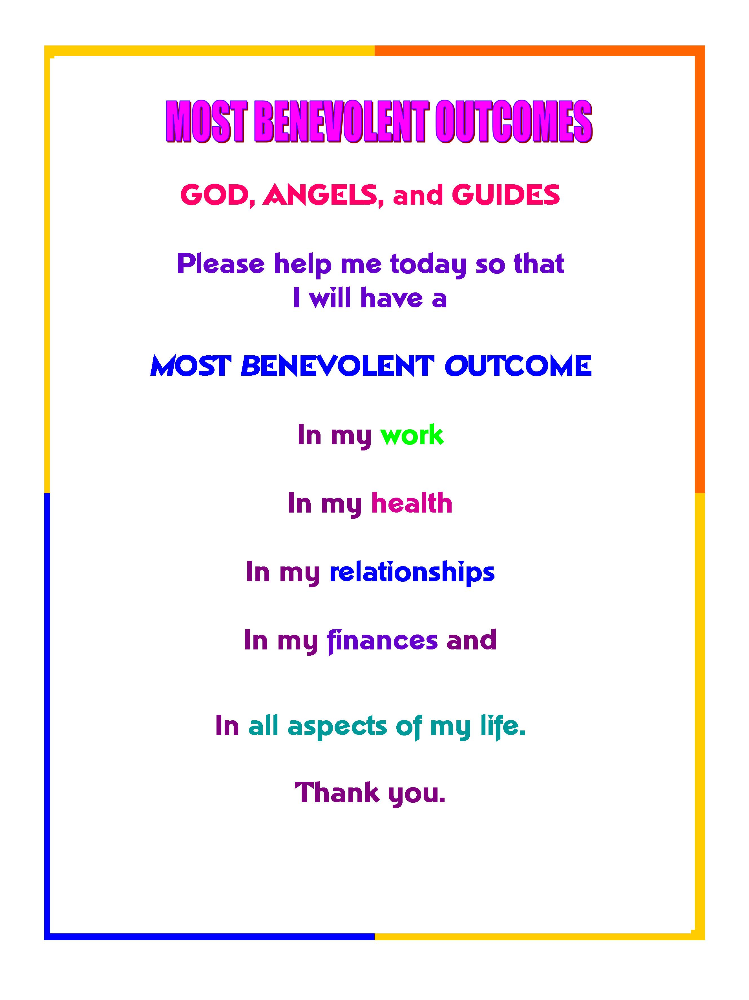 MOST BENEVOLENT OUTCOMES
GOD, ANGELS, and GUIDES
Please help me today so that
I will have a
MOST BENEVOLENT OUTCOME
In my work
In my health
In my relationships
In my finances and
In all aspects of my life.
Thank you.